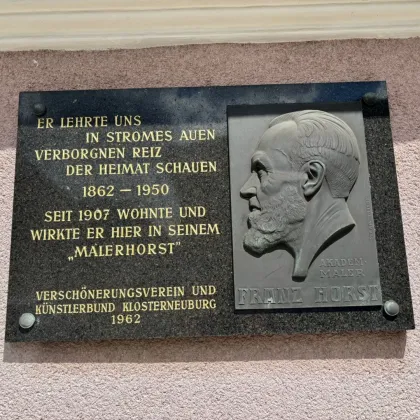 ER LEHRTE UNS
IN STROMES AUEN
VERBORGNEN REIZ
DER HEIMAT SCHAUEN
1862 – 1950
SEIT 1907 WOHNTE UND
WIRKTE ER HIER IN SEINEM
„MALERHORST”
VERSCHÖNERUNGSVEREIN UND
KÜNSTLERBUND KLOSTERNEUBURG
1962
AKADEM.
MALER
FRANZ HORST